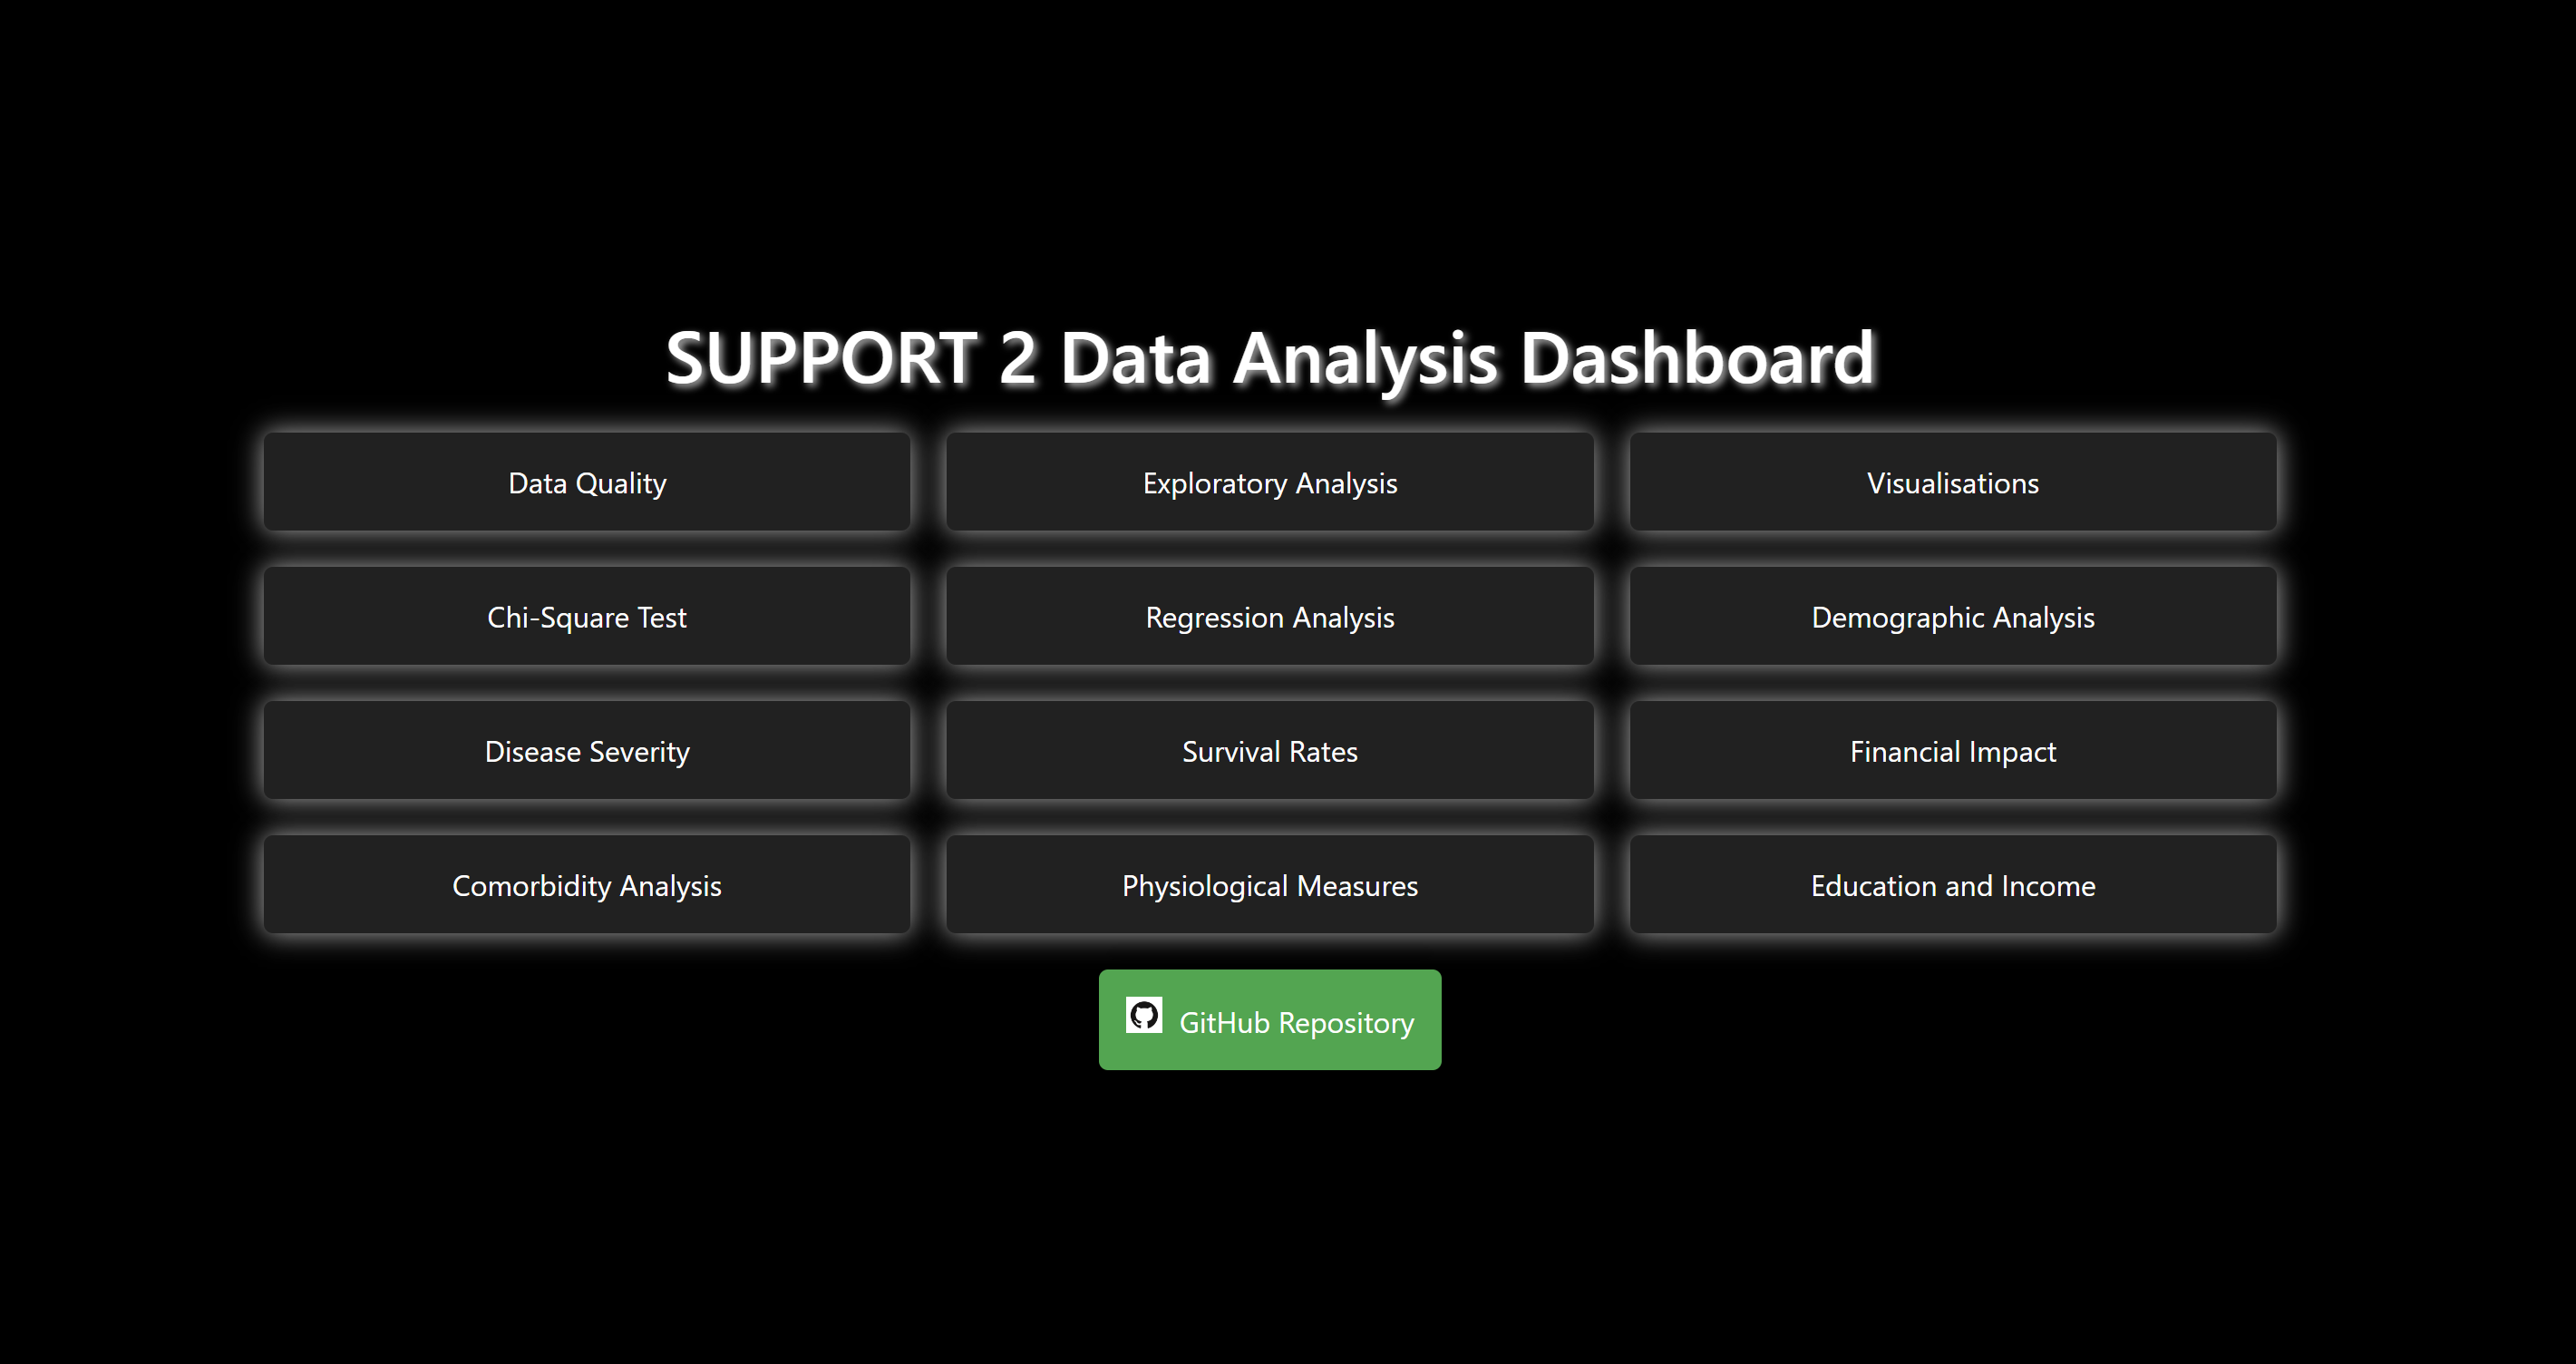 SUPPORT 2 Data Analysis Dashboard
Data Quality
Exploratory Analysis
Visualisations
Chi-Square Test
Regression Analysis
Demographic Analysis
Disease Severity
Survival Rates
Financial Impact
Comorbidity Analysis
Physiological Measures
Education and Income
GitHub Repository